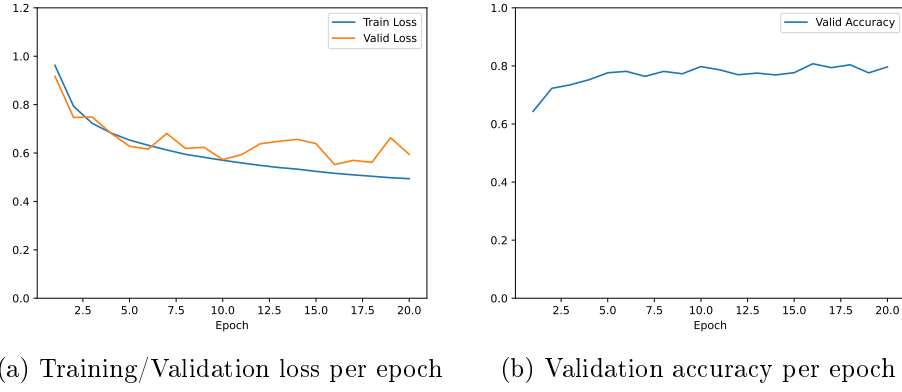 1.2
1.0
0.8
0.6
0.4
0.2
0.0
Train Loss
Valid Loss
2.5 5.0 7.5 10.0 12.5 15.0 17.5 20.0
Epoch
1.0
0.8
0.6
0.4
0.2
0.0
Valid Accuracy
2.5 5.0 7.5 10.0 12.5 15.0 17.5 20.0
Epoch
(a) Training/Validation loss per epoch
(b) Validation accuracy per epoch